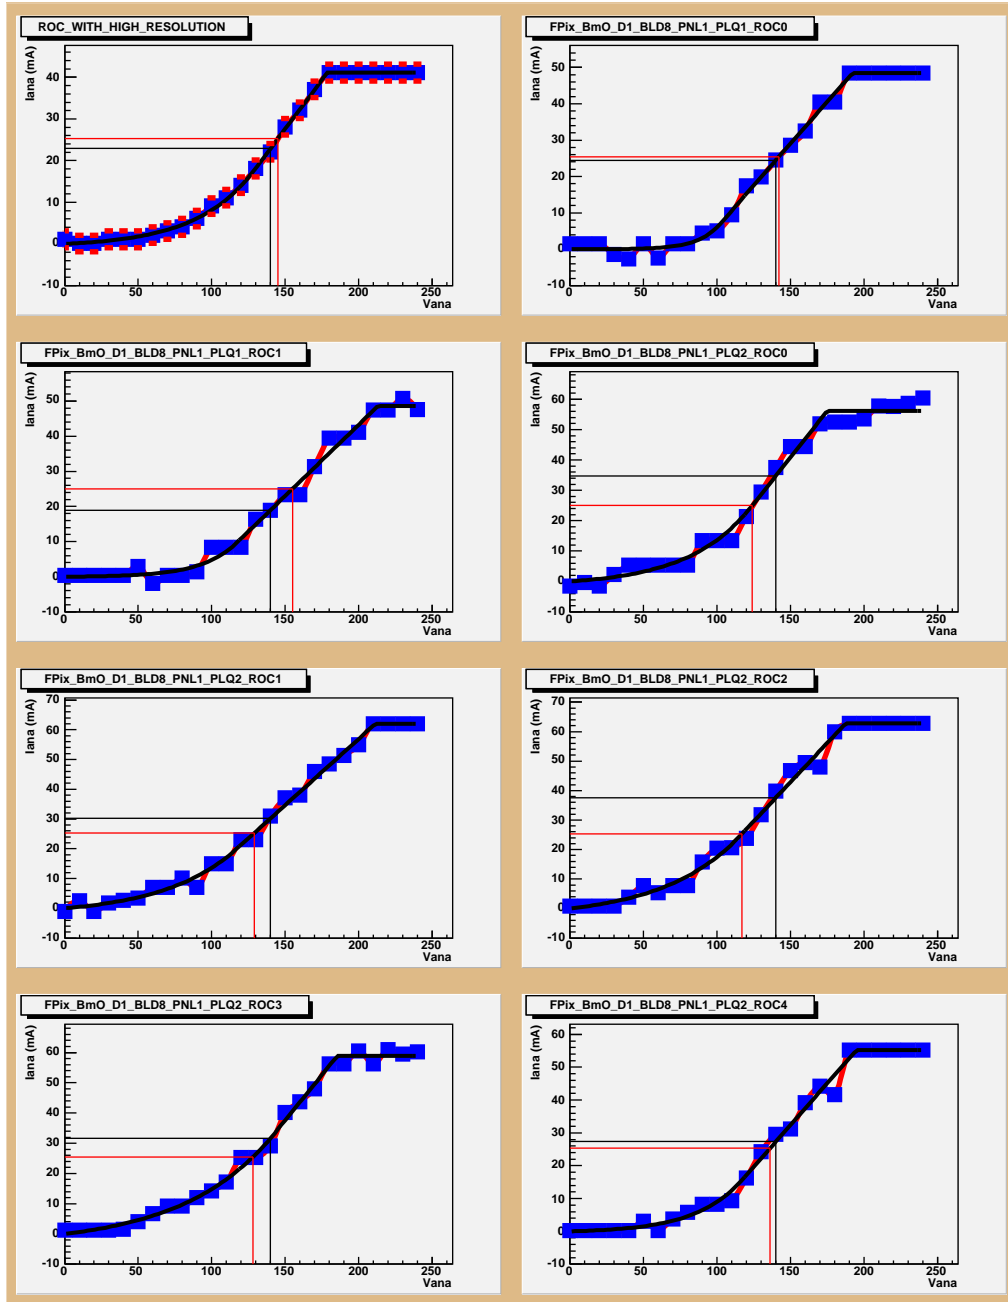 ROC_WITH_HIGH_RESOLUTION
Iana (mA)
40
30
20
10
0
-10
0 50 100 150 200 250
Vana
FPix_BmO_D1_BLD8_PNL1_PLQ1_ROC0
Iana (mA)
50
40
30
20
10
0
-10
0 50 100 150 200 250
Vana
FPix_BmO_D1_BLD8_PNL1_PLQ1_ROC1
Iana (mA)
50
40
30
20
10
0
-10
0 50 100 150 200 250
Vana
FPix_BmO_D1_BLD8_PNL1_PLQ2_ROC0
Iana (mA)
60
50
40
30
20
10
0
-10
0 50 100 150 200 250
Vana
FPix_BmO_D1_BLD8_PNL1_PLQ2_ROC1
Iana (mA)
70
60
50
40
30
20
10
0
-10
0 50 100 150 200 250
Vana
FPix_BmO_D1_BLD8_PNL1_PLQ2_ROC2
Iana (mA)
70
60
50
40
30
20
10
0
-10
0 50 100 150 200 250
Vana
FPix_BmO_D1_BLD8_PNL1_PLQ2_ROC3
Iana (mA)
60
50
40
30
20
10
0
-10
0 50 100 150 200 250
Vana
FPix_BmO_D1_BLD8_PNL1_PLQ2_ROC4
Iana (mA)
60
50
40
30
20
10
0
-10
0 50 100 150 200 250
Vana